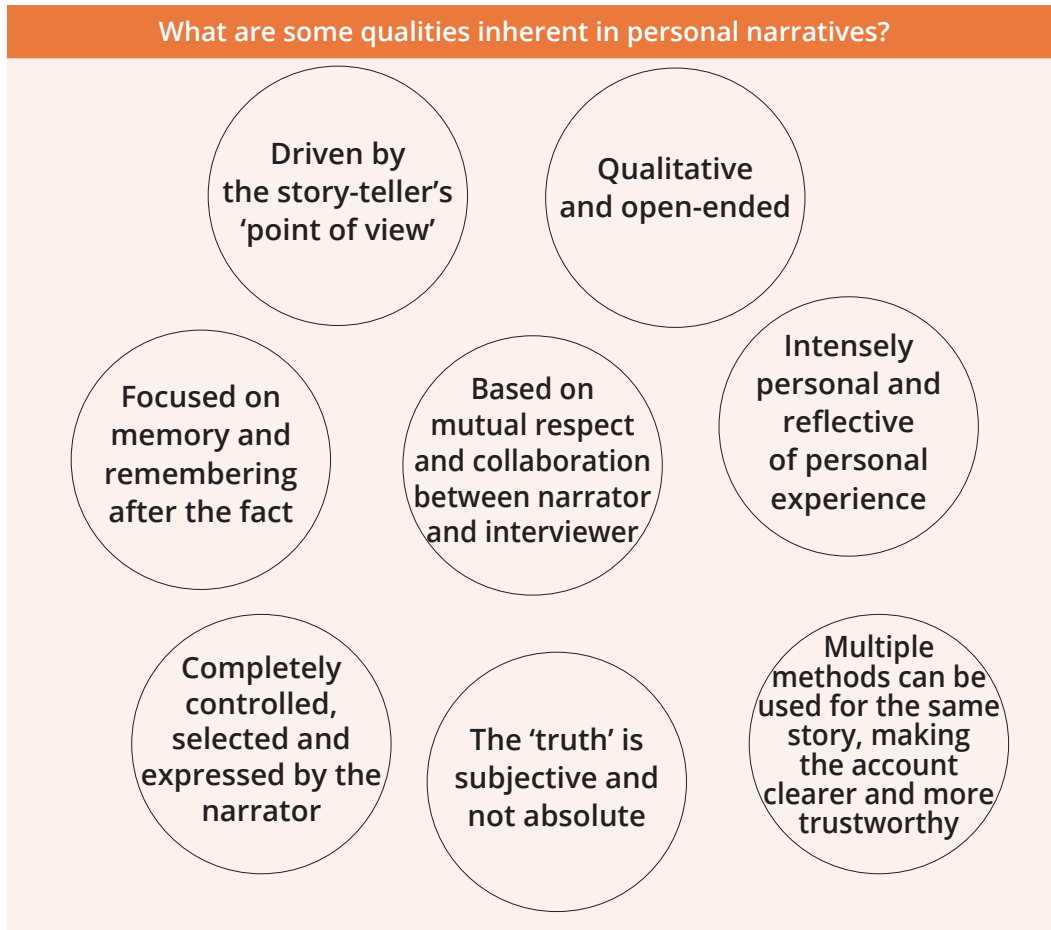 What are some qualities inherent in personal narratives?
Driven by
the story-teller’s
‘point of view’
Qualitative
and open-ended
Focused on
memory and
remembering
after the fact
Based on
mutual respect
and collaboration
between narrator
and interviewer
Intensely
personal and
reflective
of personal
experience
Completely
controlled,
selected and
expressed by the
narrator
The ‘truth’ is
subjective and
not absolute
Multiple
methods can be
used for the same
story, making
the account
clearer and more
trustworthy